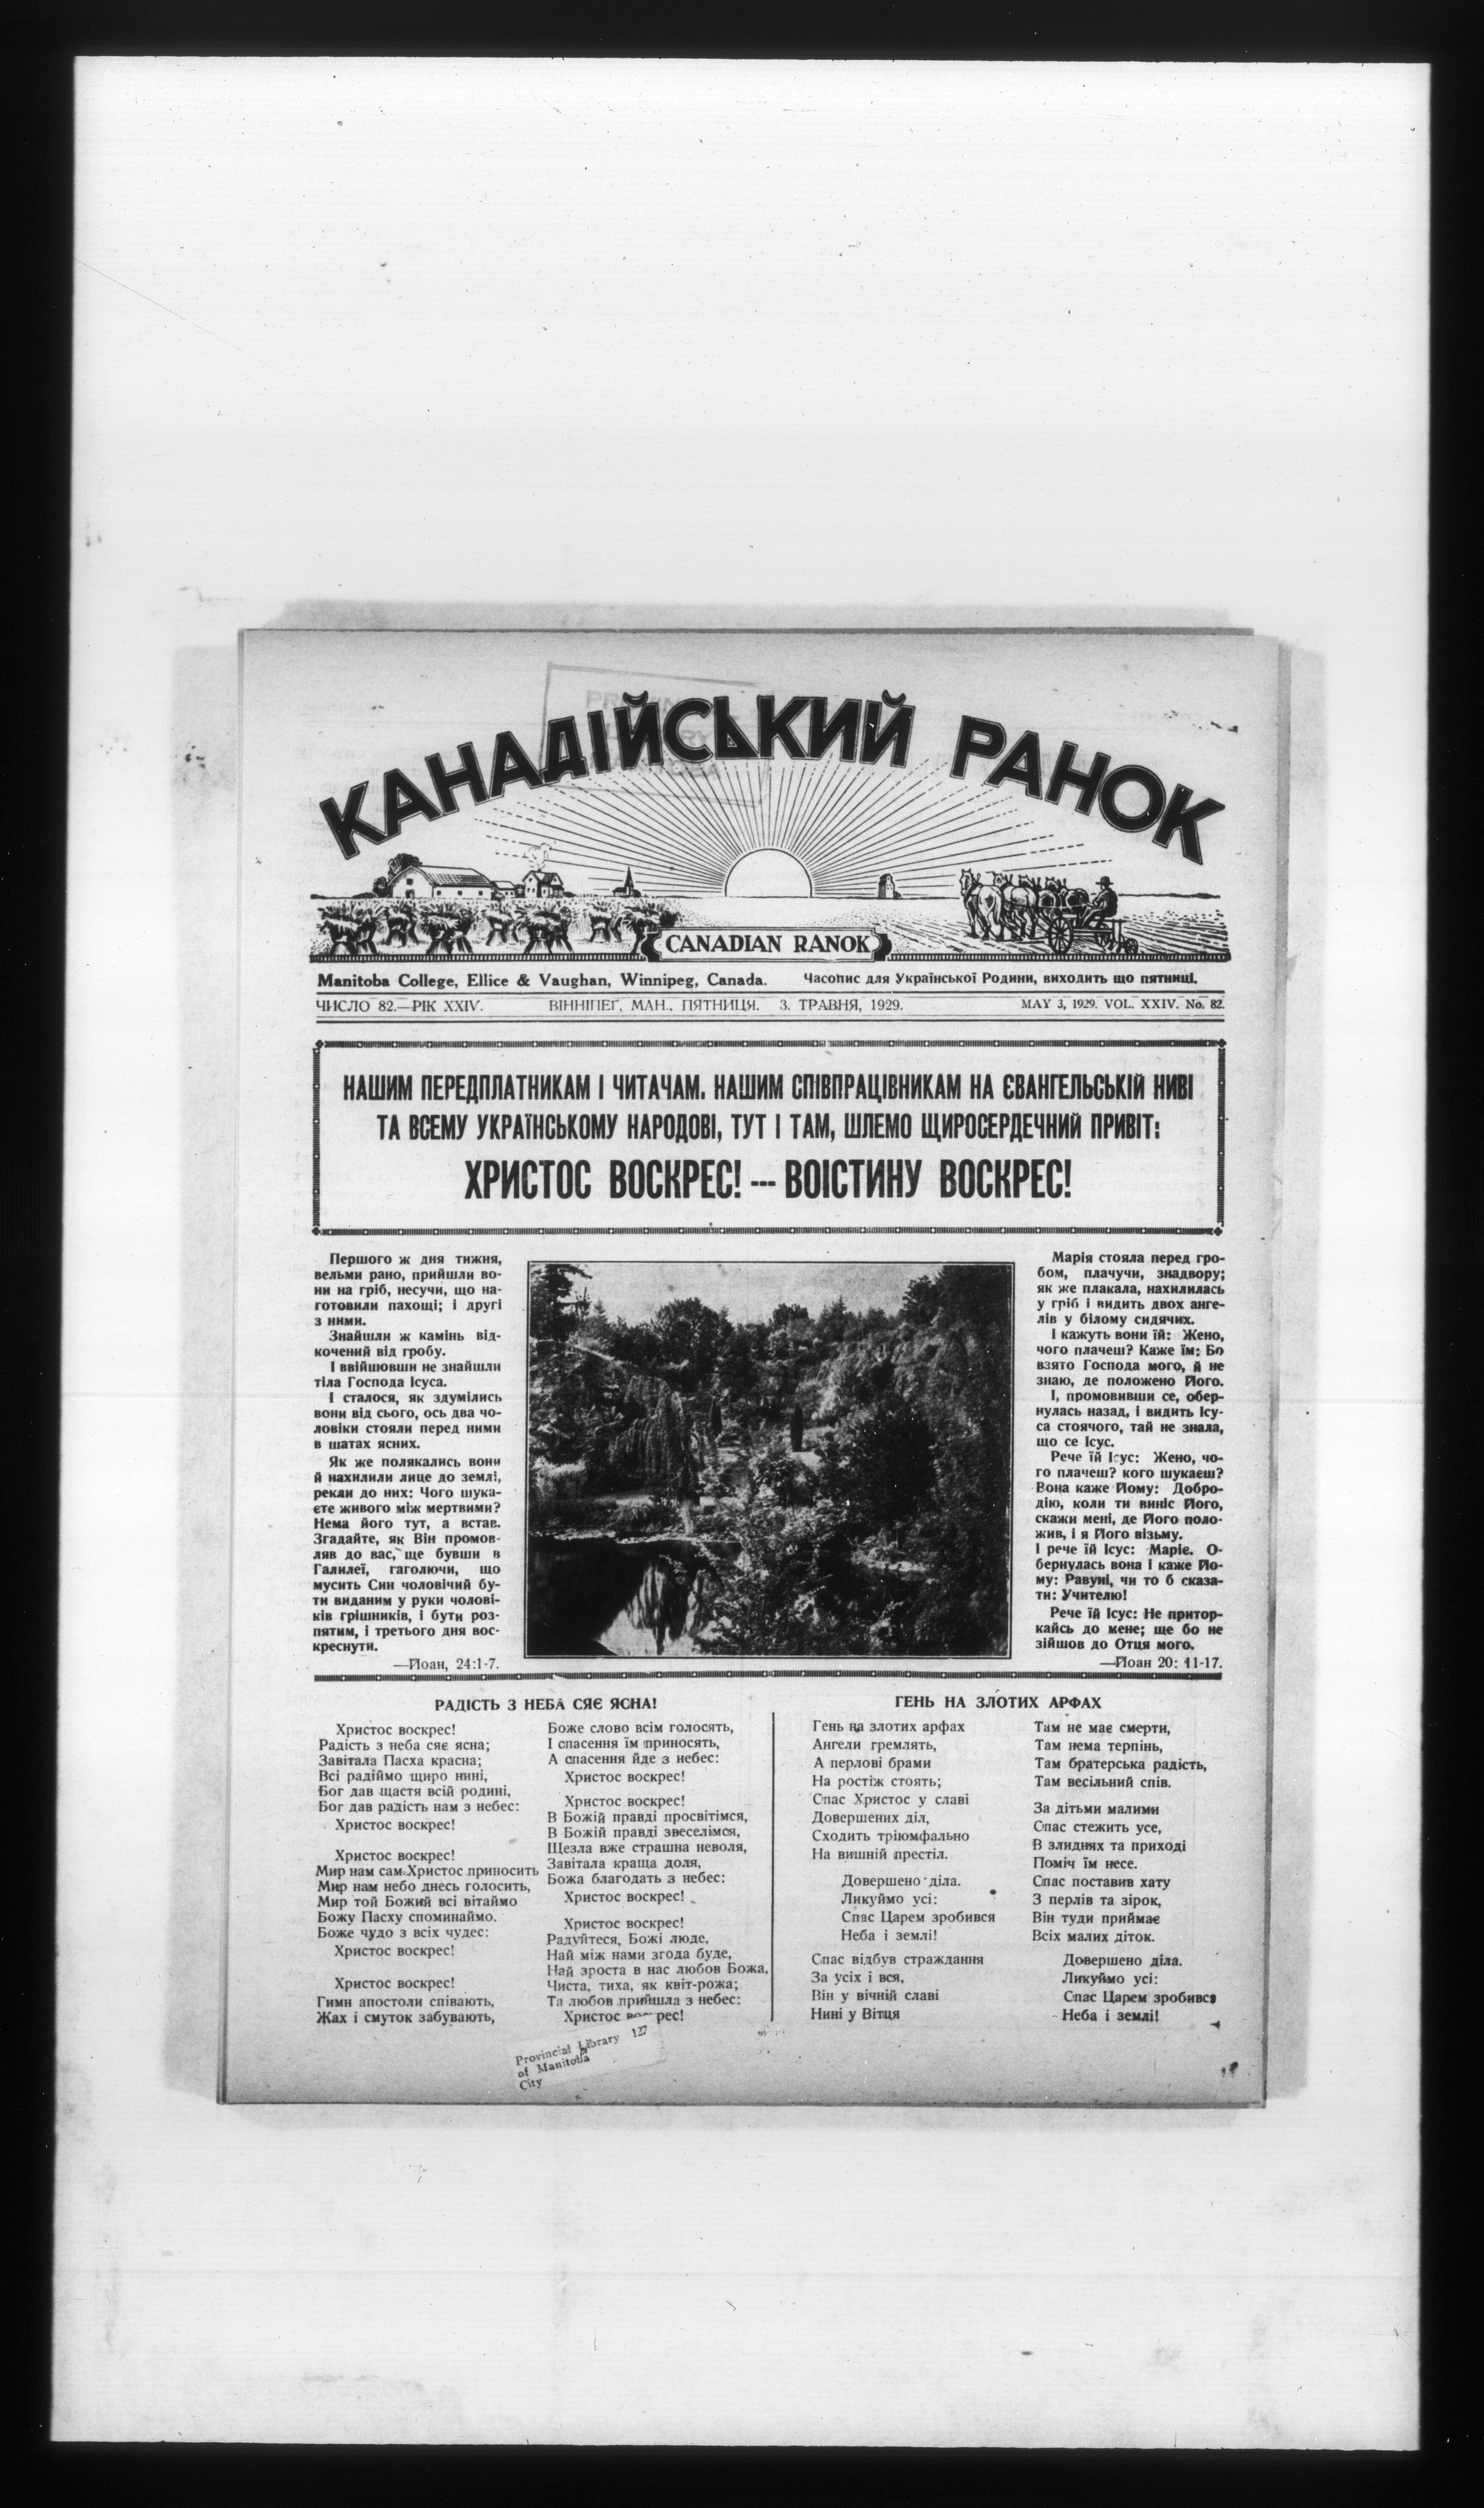 КАНАДІЙСЬКИЙ РАНОК
CANADIAN RANOK
Manitoba College, Ellice & Vaughan, Winnipeg, Canada. Часопис для Української Родини, виходить що пятниці.
ЧИСЛО 82.—РІК XXIV. ВІННІПЕҐ, МАН., ПЯТНИЦЯ. 3. ТРАВНЯ, 1929. MAY 3, 1929. VOL. XXIV. No. 82.
НАШИМ ПЕРЕДПЛАТНИКАМ І ЧИТАЧАМ. НАШИМ СПІВПРАЦІВНИКАМ НА ЄВАНГЕЛЬСЬКІЙ НИВІ
ТА ВСЕМУ УКРАЇНСЬКОМУ НАРОДОВІ, ТУТ І ТАМ, ШЛЕМО ЩИРОСЕРДЕЧНИЙ ПРИВІТ:
ХРИСТОС ВОСКРЕС! --- ВОІСТИНУ ВОСКРЕС!
Першого ж дня тижня,
вельми рано, прийшли во-
ни на гріб, несучи, що на-
готовили пахощі; і другі
з ними.
Знайшли ж камінь від-
кочений від гробу.
І ввійшовши не знайшли
тіла Господа Ісуса.
І сталося, як здумілись
вони від сього, ось два чо-
ловіки стояли перед ними
в шатах ясних.
Як же полякались вони
й нахилили лице до землі,
рекли до них: Чого шука-
єте живого між мертвими?
Нема його тут, а встав.
Згадайте, як Він промов-
ляв до вас, ще бувши в
Галилеї, гаголючи, що
мусить Син чоловічий бу-
ти виданим у руки чолові-
ків грішників, і бути роз-
пятим, і третього дня вос-
креснути.
—Йоан, 24:1-7.
Марія стояла перед гро-
бом, плачучи, знадвору;
як же плакала, нахилилась
у гріб і видить двох анге-
лів у білому сидячих.
І кажуть вони їй: Жено,
чого плачеш? Каже їм: Бо
взято Господа мого, й не
знаю, де положено Його.
І, промовивши се, обер-
нулась назад, і видить Ісу-
са стоячого, тай не знала,
що се Ісус.
Рече їй Ісус: Жено, чо-
го плачеш? кого шукаєш?
Вона каже Йому: Добро-
дію, коли ти виніс Його,
скажи мені, де Його поло-
жив, і я Його візьму.
І рече їй Ісус: Маріє. О-
бернулась вона і каже Йо-
му: Равуні, чи то б сказа-
ти: Учителю!
Рече їй Ісус: Не притор-
кайсь до мене; ще бо не
зійшов до Отця мого.
—Йоан 20: 11-17.
РАДІСТЬ З НЕБА СЯЄ ЯСНА!
Христос воскрес!
Радість з неба сяє ясна;
Завітала Пасха красна;
Всі радіймо щиро нині,
Бог дав щастя всій родині,
Бог дав радість нам з небес:
Христос воскрес!
Христос воскрес!
Мир нам сам Христос приносить
Мир нам небо днесь голосить,
Мир той Божий всі вітаймо
Божу Пасху споминаймо.
Боже чудо з всіх чудес:
Христос воскрес!
Христос воскрес!
Гимн апостоли співають,
Жах і смуток забувають,
Боже слово всім голосять,
І спасення їм приносять,
А спасення йде з небес:
Христос воскрес!
Христос воскрес!
В Божій правді просвітімся,
В Божій правді звеселімся,
Щезла вже страшна неволя,
Завітала краща доля,
Божа благодать з небес:
Христос воскрес!
Христос воскрес!
Радуйтеся, Божі люде,
Най між нами згода буде,
Най зроста в нас любов Божа,
Чиста, тиха, як квіт-рожа;
Та любов прийшла з небес:
Христос воскрес!
ГЕНЬ НА ЗЛОТИХ АРФАХ
Гень на злотих арфах
Ангели гремлять,
А перлові брами
На ростіж стоять;
Спас Христос у славі
Довершених діл,
Сходить тріюмфально
На вишній престіл.
Довершено діла.
Ликуймо усі:
Спас Царем зробився
Неба і землі!
Спас відбув страждання
За усіх і вся,
Він у вічній славі
Нині у Вітця
Там не має смерти,
Там нема терпінь,
Там братерська радість,
Там весільний спів.
За дітьми малими
Спас стежить усе,
В злиднях та приході
Поміч їм несе.
Спас поставив хату
З перлів та зірок,
Він туди приймає
Всіх малих діток.
Довершено діла.
Ликуймо усі:
Спас Царем зробився
Неба і землі!
Provincial Library 127
of Manitoba
City